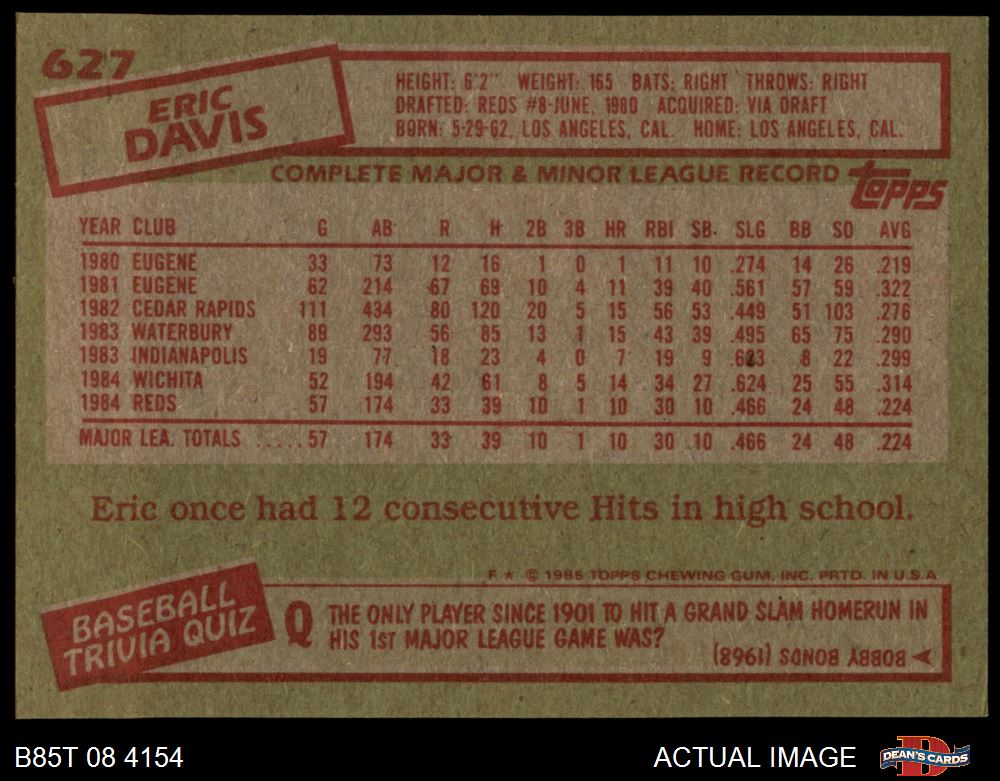 627
ERIC
DAVIS
HEIGHT: 6'2" WEIGHT: 165 BATS: RIGHT THROWS: RIGHT
DRAFTED: REDS #8-JUNE, 1980 ACQUIRED: VIA DRAFT
BORN: 5-29-62, LOS ANGELES, CAL. HOME: LOS ANGELES, CAL.
COMPLETE MAJOR & MINOR LEAGUE RECORD
TOPPS
YEAR CLUB G AB R H 2B 3B HR RBI SB SLG BB SO AVG
1980 EUGENE 33 73 12 16 1 0 1 11 10 .274 14 26 .219
1981 EUGENE 62 214 67 69 10 4 11 39 40 .561 57 59 .322
1982 CEDAR RAPIDS 111 434 80 120 20 5 15 56 53 .449 51 103 .276
1983 WATERBURY 89 293 56 85 13 1 15 43 39 .495 65 75 .290
1983 INDIANAPOLIS 19 77 18 23 4 0 7 19 9 8 22 .299
1984 WICHITA 52 194 42 61 8 5 14 34 27 .624 25 55 .314
1984 REDS 57 174 33 39 10 1 10 30 10 .466 24 48 .224
MAJOR LEA. TOTALS .....57 174 33 39 10 1 10 30 10 .466 24 48 .224
Eric once had 12 consecutive Hits in high school.
F ★ © 1985 TOPPS CHEWING GUM, INC. PRTD. IN U.S.A
BASEBALL
TRIVIA QUIZ
Q THE ONLY PLAYER SINCE 1901 TO HIT A GRAND SLAM HOMERUN IN
HIS 1ST MAJOR LEAGUE GAME WAS?
BOBBY BONDS (1968)
B85T 08 4154
ACTUAL IMAGE
DEAN'S CARDS